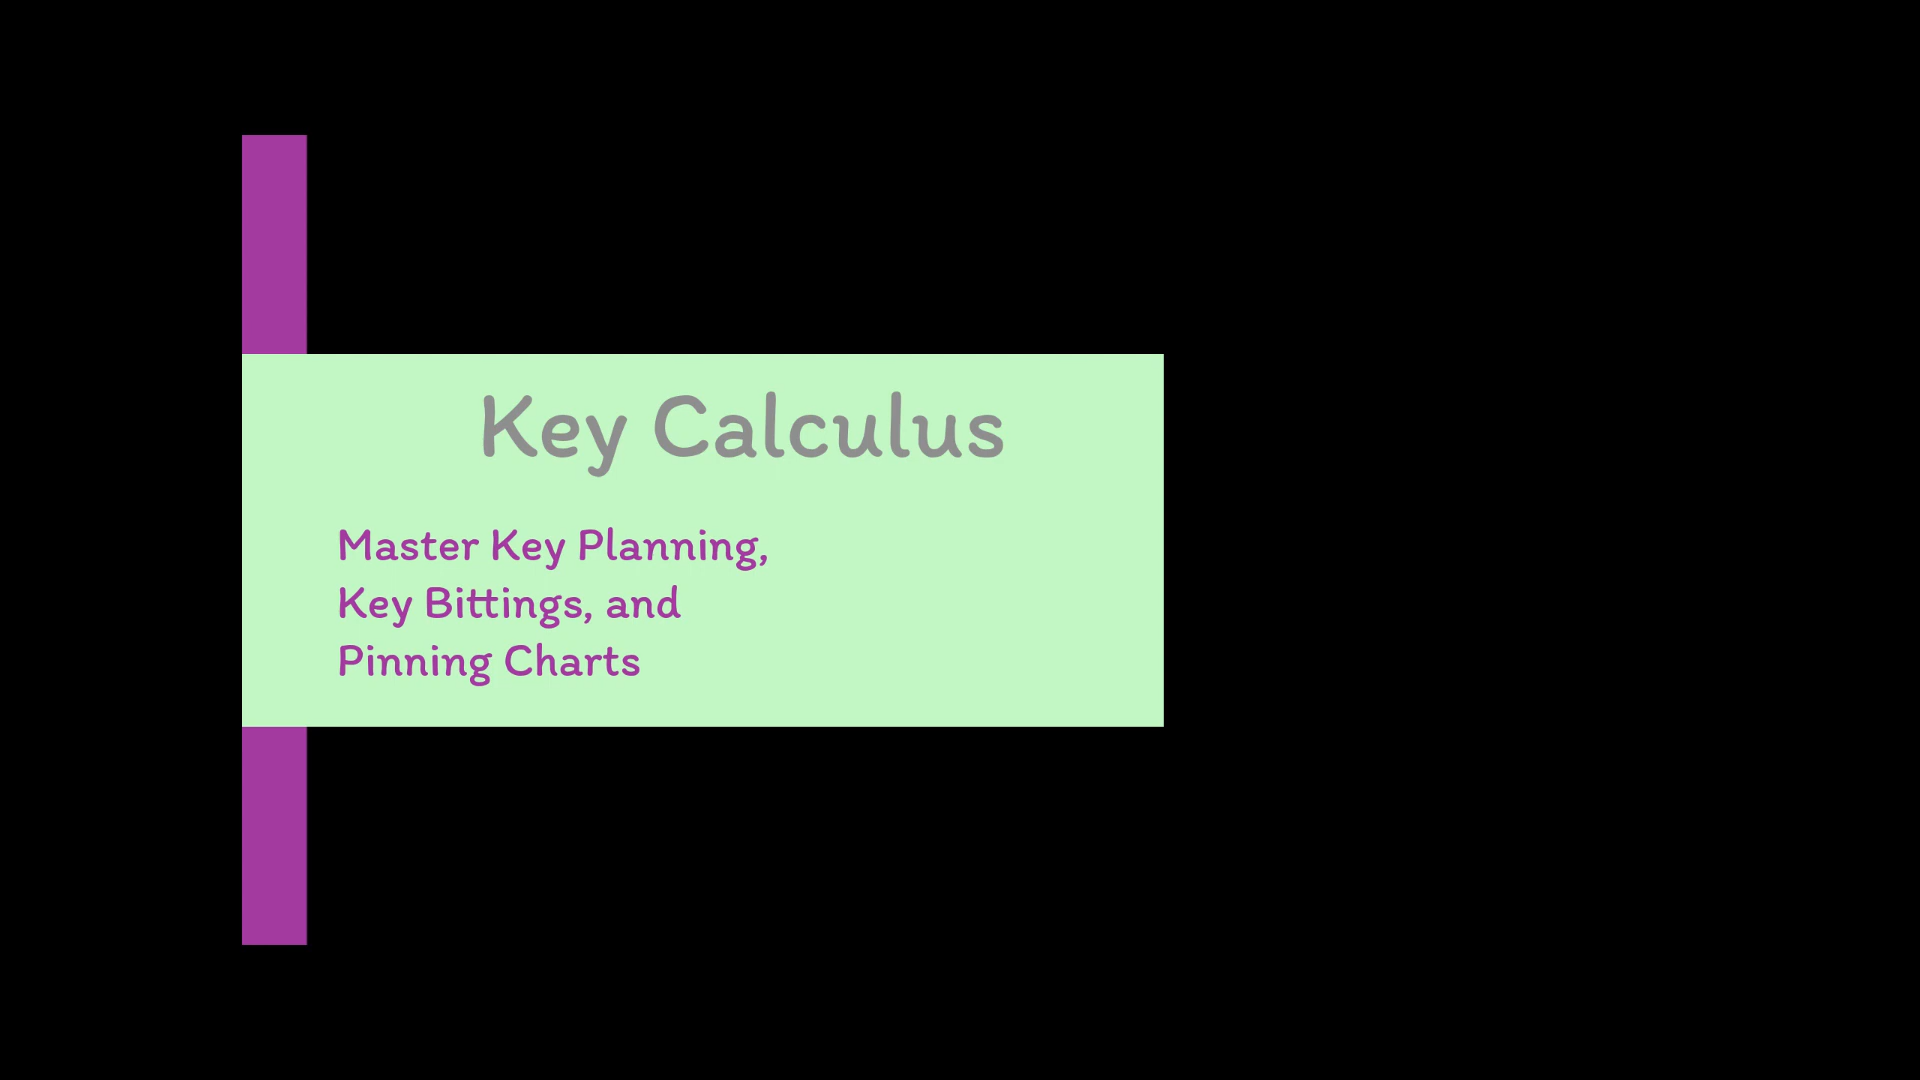 Key Calculus
Master Key Planning,
Key Bittings, and
Pinning Charts